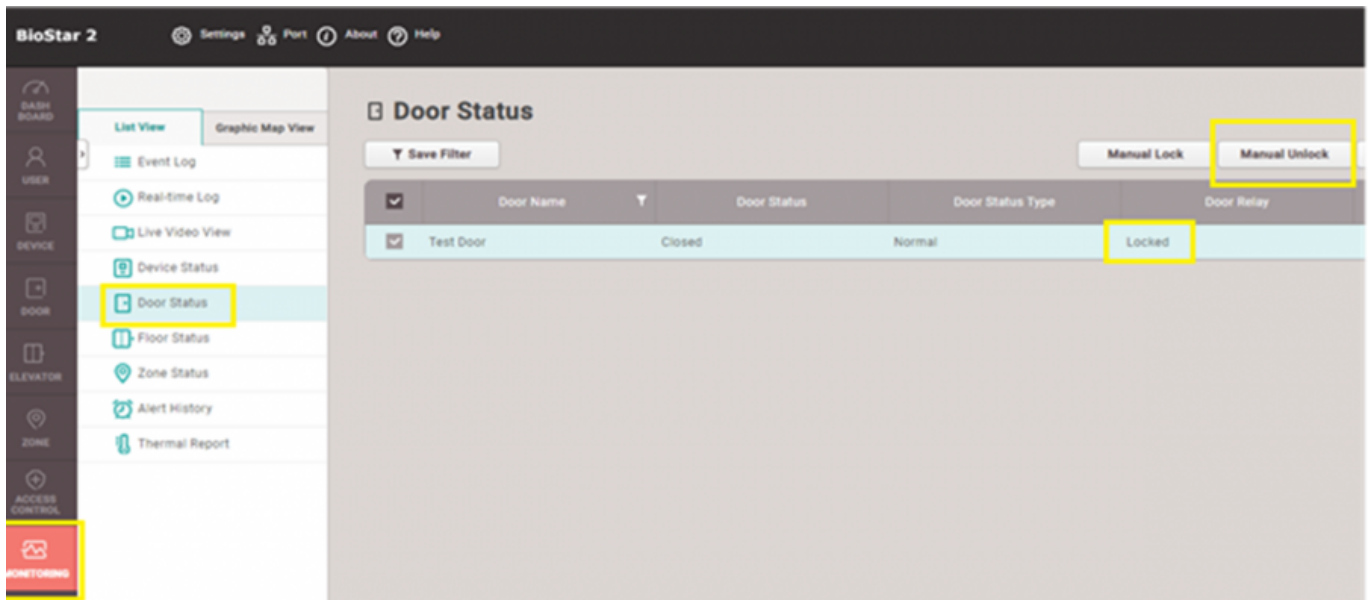 BioStar 2 Settings Port About Help
DASH
BOARD
USER
DEVICE
DOOR
ELEVATOR
ZONE
ACCESS
CONTROL
MONITORING
List View Graphic Map View
Event Log
Real-time Log
Live Video View
Device Status
Door Status
Floor Status
Zone Status
Alert History
Thermal Report
Door Status
Save Filter Manual Lock Manual Unlock
Door Name Door Status Door Status Type Door Relay
Test Door Closed Normal Locked